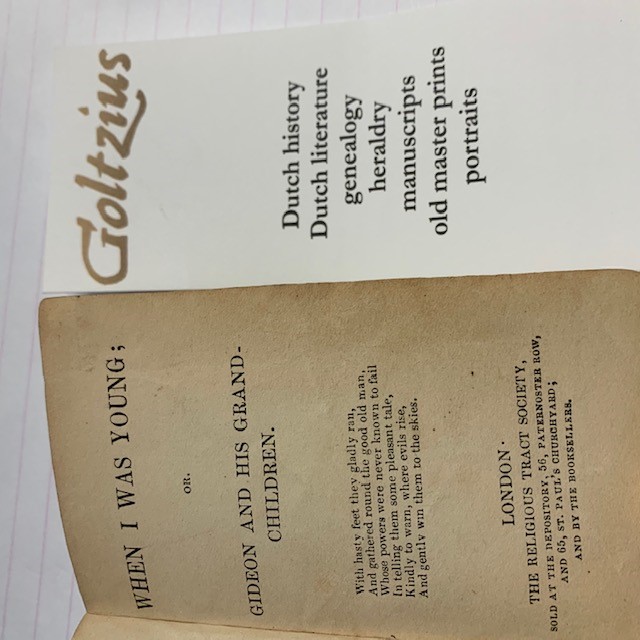 Goltzius
Dutch history
Dutch literature
genealogy
heraldry
manuscripts
old master prints
portraits
WHEN I WAS YOUNG;
OR.
GIDEON AND HIS GRAND-
CHILDREN.
With hasty feet they gladly ran,
And gathered round the good old man,
Whose powers were never known to fail
In telling them some pleasant tale,
Kindly to warn, where evils rise,
And gently win them to the skies.
LONDON.
THE RELIGIOUS TRACT SOCIETY,
SOLD AT THE DEPOSITORY, 56, PATERNOSTER ROW,
AND 65, ST. PAUL'S CHURCHYARD;
AND BY THE BOOKSELLERS.